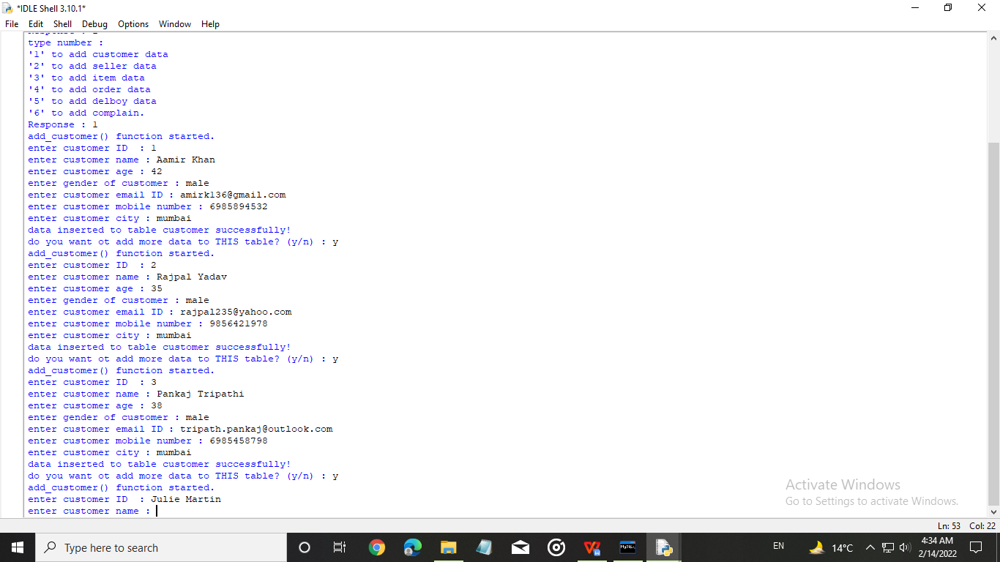 *IDLE Shell 3.10.1*
File Edit Shell Debug Options Window Help
type number :
'1' to add customer data
'2' to add seller data
'3' to add item data
'4' to add order data
'5' to add delboy data
'6' to add complain.
Response : 1
add_customer() function started.
enter customer ID  : 1
enter customer name : Aamir Khan
enter customer age : 42
enter gender of customer : male
enter customer email ID : amirk136@gmail.com
enter customer mobile number : 6985894532
enter customer city : mumbai
data inserted to table customer successfully!
do you want ot add more data to THIS table? (y/n) : y
add_customer() function started.
enter customer ID  : 2
enter customer name : Rajpal Yadav
enter customer age : 35
enter gender of customer : male
enter customer email ID : rajpal235@yahoo.com
enter customer mobile number : 9856421978
enter customer city : mumbai
data inserted to table customer successfully!
do you want ot add more data to THIS table? (y/n) : y
add_customer() function started.
enter customer ID  : 3
enter customer name : Pankaj Tripathi
enter customer age : 38
enter gender of customer : male
enter customer email ID : tripath.pankaj@outlook.com
enter customer mobile number : 6985458798
enter customer city : mumbai
data inserted to table customer successfully!
do you want ot add more data to THIS table? (y/n) : y
add_customer() function started.
enter customer ID  : Julie Martin
enter customer name :
Activate Windows
Go to Settings to activate Windows.
Ln: 53 Col: 22
Type here to search
EN
14°C
4:34 AM
2/14/2022